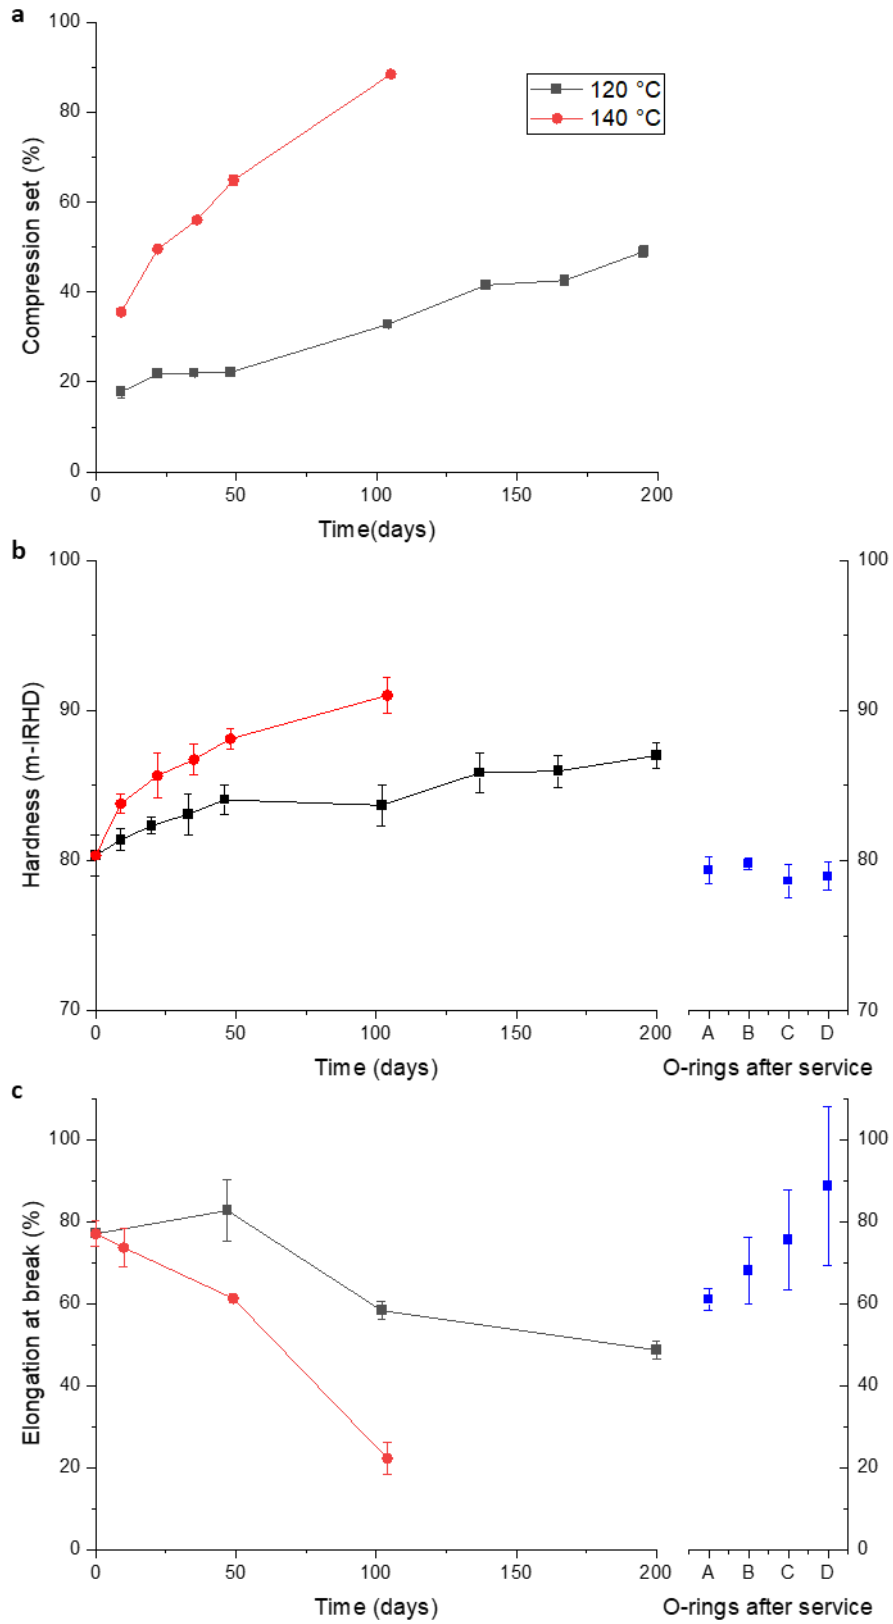 a
100
80
60
40
20
0
Compression set (%)
120 °C
140 °C
0 50 100 150 200
Time(days)
b
100
90
80
70
Hardness (m-IRHD)
100
90
80
70
0 50 100 150 200
A B C D
Time (days)
O-rings after service
c
100
80
60
40
20
0
Elongation at break (%)
100
80
60
40
20
0
0 50 100 150 200
A B C D
Time (days)
O-rings after service